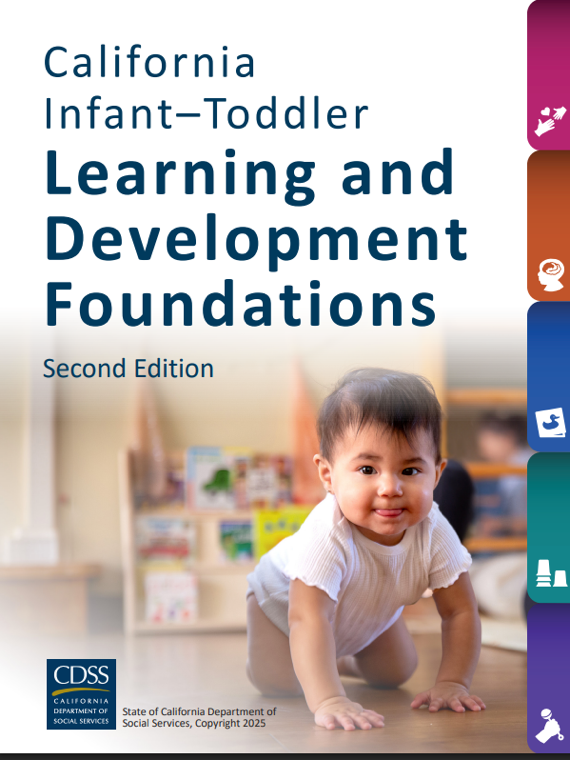 California
Infant–Toddler
Learning and
Development
Foundations
Second Edition
CDSS
CALIFORNIA
DEPARTMENT OF
SOCIAL SERVICES
State of California Department of
Social Services, Copyright 2025